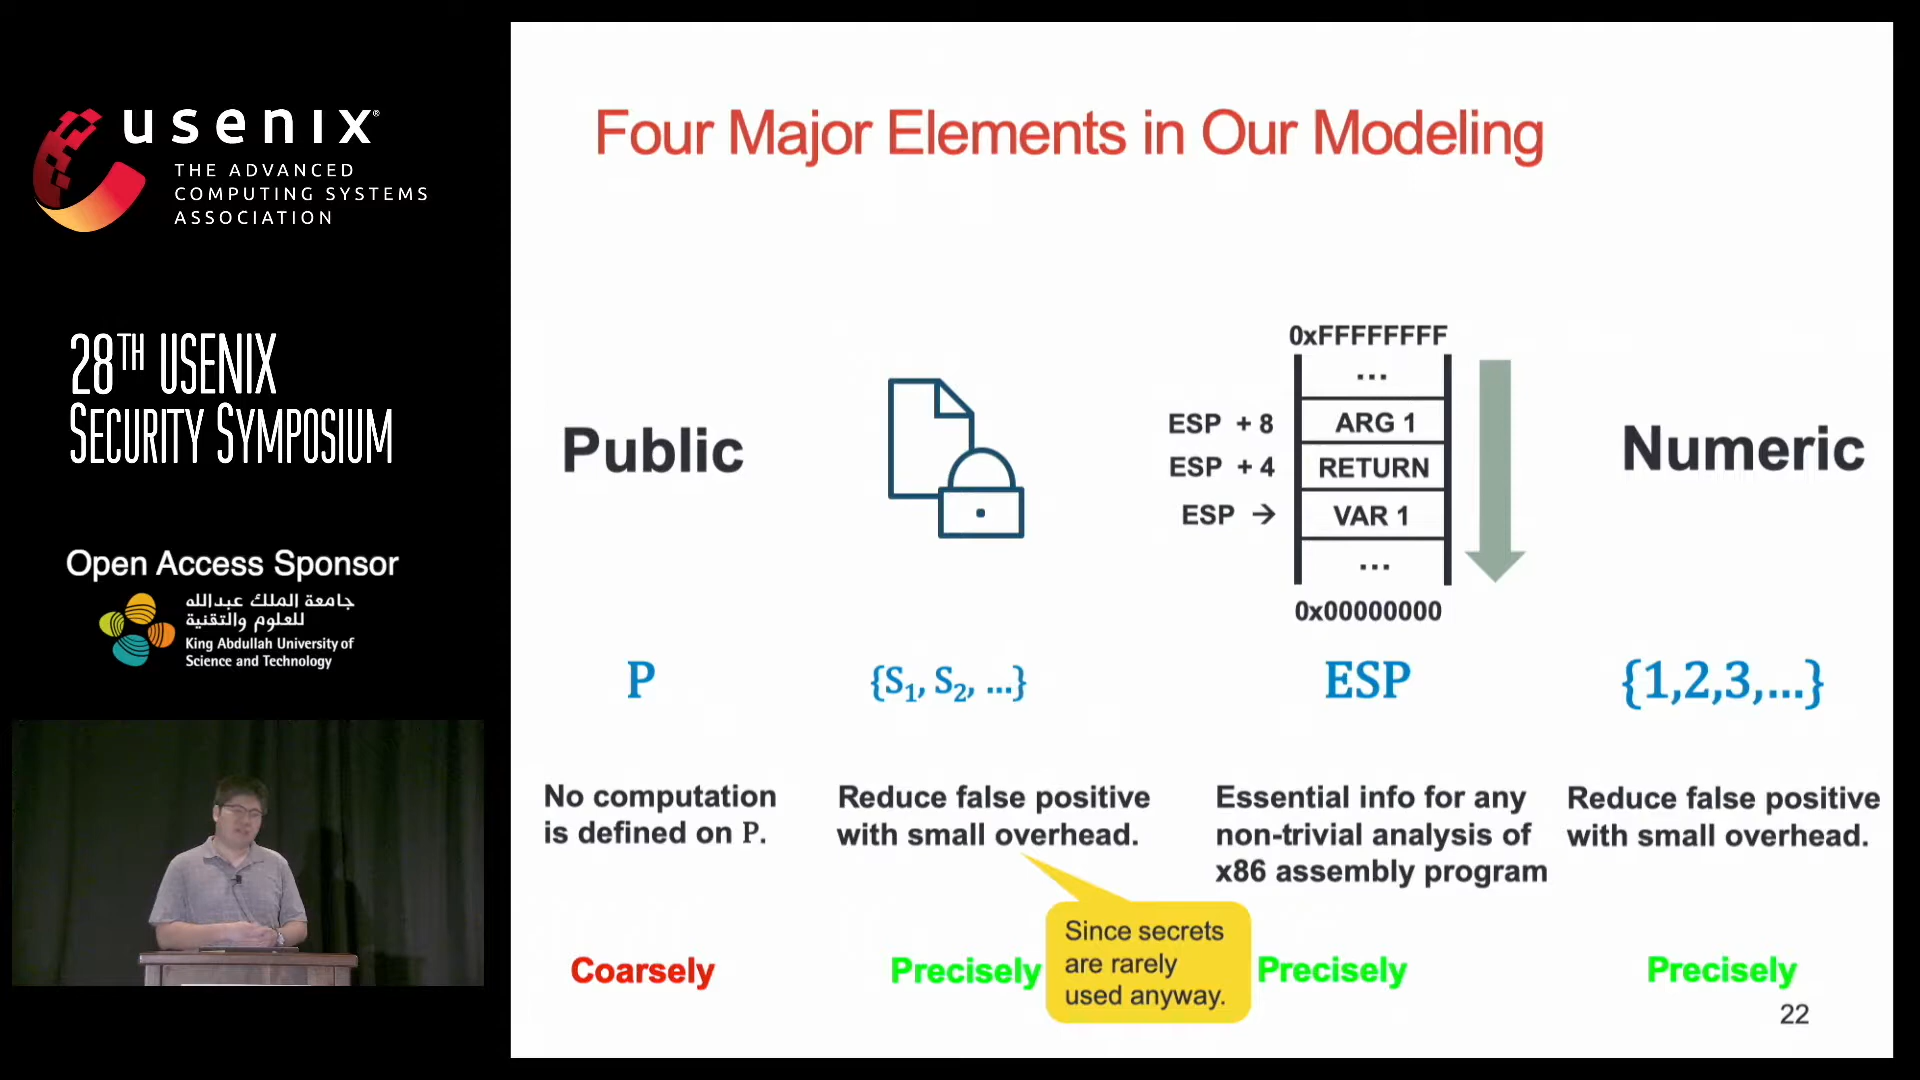 usenix®
THE ADVANCED
COMPUTING SYSTEMS
ASSOCIATION
28TH USENIX
SECURITY SYMPOSIUM
Open Access Sponsor
جامعة الملك عبدالله
للعلوم والتقنية
King Abdullah University of
Science and Technology
Four Major Elements in Our Modeling
Public
0xFFFFFFFF
...
ESP + 8 ARG 1
ESP + 4 RETURN
ESP → VAR 1
...
0x00000000
Numeric
P
{S₁, S₂, ...}
ESP
{1,2,3,...}
No computation
is defined on P.
Reduce false positive
with small overhead.
Essential info for any
non-trivial analysis of
x86 assembly program
Reduce false positive
with small overhead.
Since secrets
are rarely
used anyway.
Coarsely
Precisely
Precisely
Precisely
22